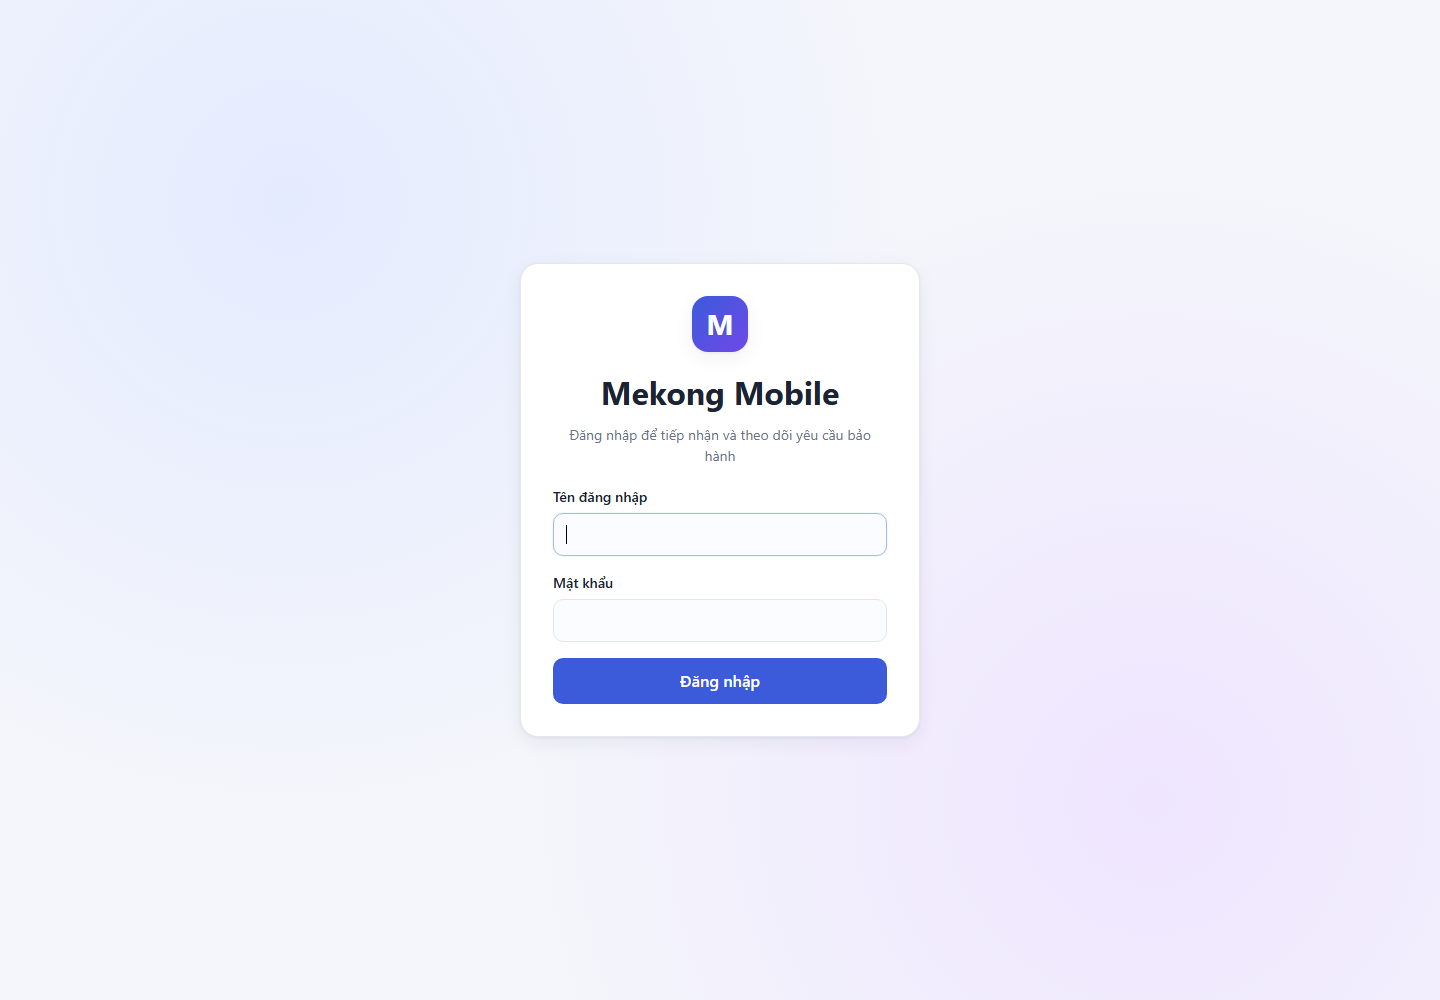 M
Mekong Mobile
Đăng nhập để tiếp nhận và theo dõi yêu cầu bảo
hành
Tên đăng nhập
Mật khẩu
Đăng nhập